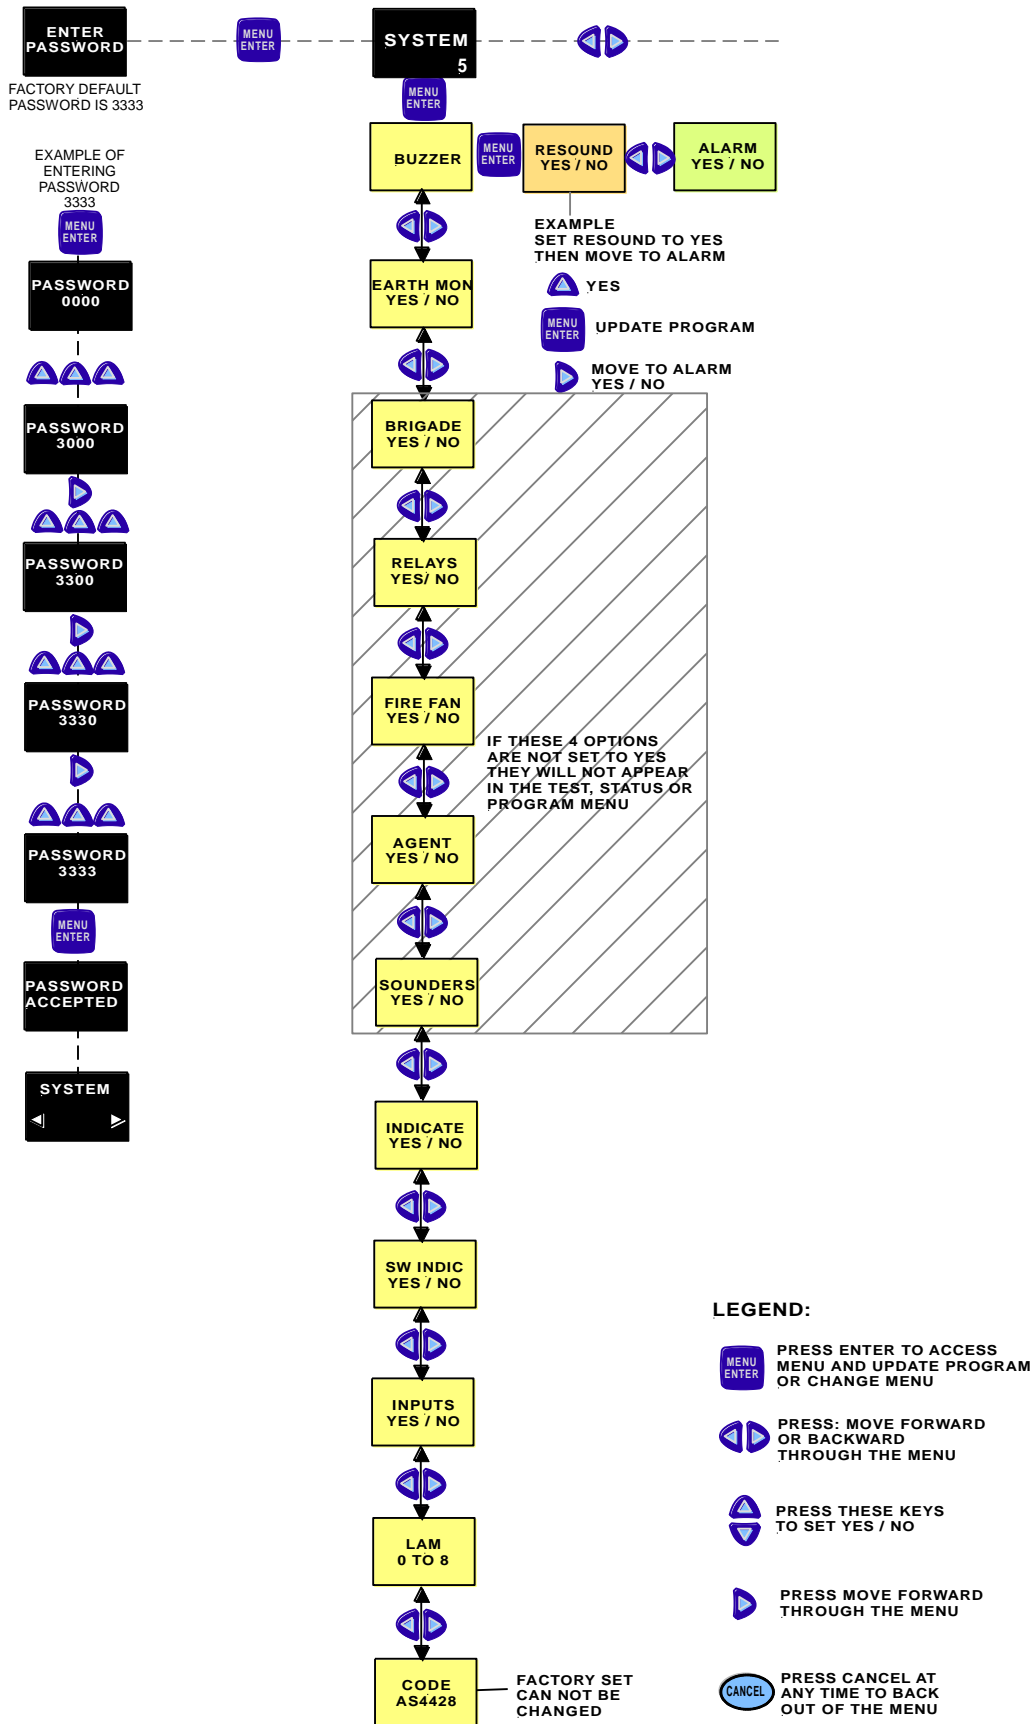 ENTER
PASSWORD
MENU
ENTER
SYSTEM
5
FACTORY DEFAULT
PASSWORD IS 3333
MENU
ENTER
EXAMPLE OF
ENTERING
PASSWORD
3333
MENU
ENTER
PASSWORD
0000
PASSWORD
3000
PASSWORD
3300
PASSWORD
3330
PASSWORD
3333
MENU
ENTER
PASSWORD
ACCEPTED
SYSTEM
BUZZER
MENU
ENTER
RESOUND
YES / NO
ALARM
YES / NO
EXAMPLE
SET RESOUND TO YES
THEN MOVE TO ALARM
YES
MENU
ENTER
UPDATE PROGRAM
MOVE TO ALARM
YES / NO
EARTH MON
YES / NO
BRIGADE
YES / NO
RELAYS
YES/ NO
FIRE FAN
YES / NO
IF THESE 4 OPTIONS
ARE NOT SET TO YES
THEY WILL NOT APPEAR
IN THE TEST, STATUS OR
PROGRAM MENU
AGENT
YES / NO
SOUNDERS
YES / NO
INDICATE
YES / NO
SW INDIC
YES / NO
INPUTS
YES / NO
LAM
0 TO 8
CODE
AS4428
FACTORY SET
CAN NOT BE
CHANGED
LEGEND:
MENU
ENTER
PRESS ENTER TO ACCESS
MENU AND UPDATE PROGRAM
OR CHANGE MENU
PRESS: MOVE FORWARD
OR BACKWARD
THROUGH THE MENU
PRESS THESE KEYS
TO SET YES / NO
PRESS MOVE FORWARD
THROUGH THE MENU
CANCEL
PRESS CANCEL AT
ANY TIME TO BACK
OUT OF THE MENU